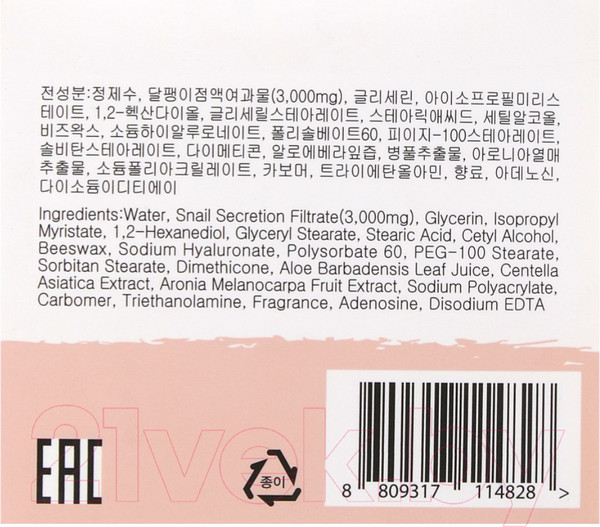 전성분:정제수, 달팽이점액여과물(3,000mg), 글리세린, 아이소프로필미리스
테이트, 1,2-헥산다이올, 글리세릴스테아레이트, 스테아릭애씨드, 세틸알코올,
비즈왁스, 소듐하이알루로네이트, 폴리솔베이트60, 피이지-100스테아레이트,
솔비탄스테아레이트, 다이메티콘, 알로에베라잎즙, 병풀추출물, 아로니아열매
추출물, 소듐폴리아크릴레이트, 카보머, 트라이에탄올아민, 향료, 아데노신,
다이소듐이디티에이
Ingredients:Water, Snail Secretion Filtrate(3,000mg), Glycerin, Isopropyl
Myristate, 1,2-Hexanediol, Glyceryl Stearate, Stearic Acid, Cetyl Alcohol,
Beeswax, Sodium Hyaluronate, Polysorbate 60, PEG-100 Stearate,
Sorbitan Stearate, Dimethicone, Aloe Barbadensis Leaf Juice, Centella
Asiatica Extract, Aronia Melanocarpa Fruit Extract, Sodium Polyacrylate,
Carbomer, Triethanolamine, Fragrance, Adenosine, Disodium EDTA
21vek.by
EAC
종이
8 809317 114828 >